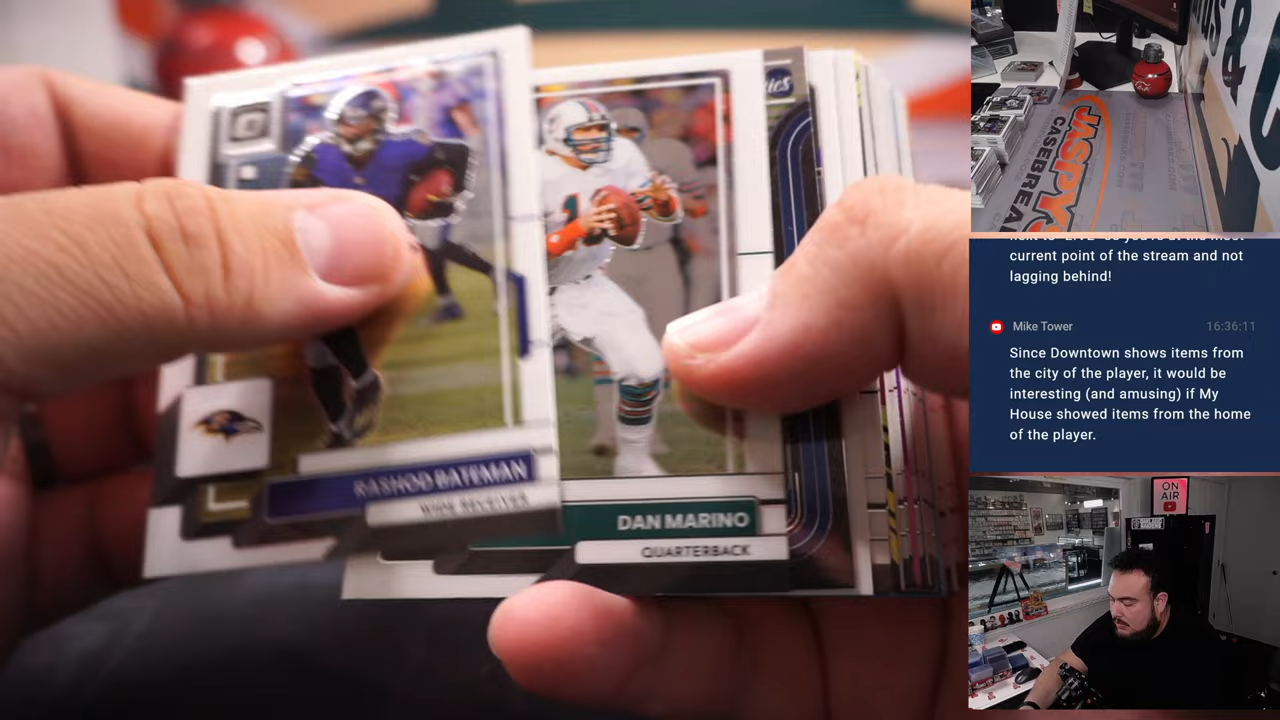 RASHOD BATEMAN
WIDE RECEIVER
DAN MARINO
QUARTERBACK
JASPY'S
CASEBREA
current point of the stream and not
lagging behind!
Mike Tower
16:36:11
Since Downtown shows items from
the city of the player, it would be
interesting (and amusing) if My
House showed items from the home
of the player.
ON
AIR